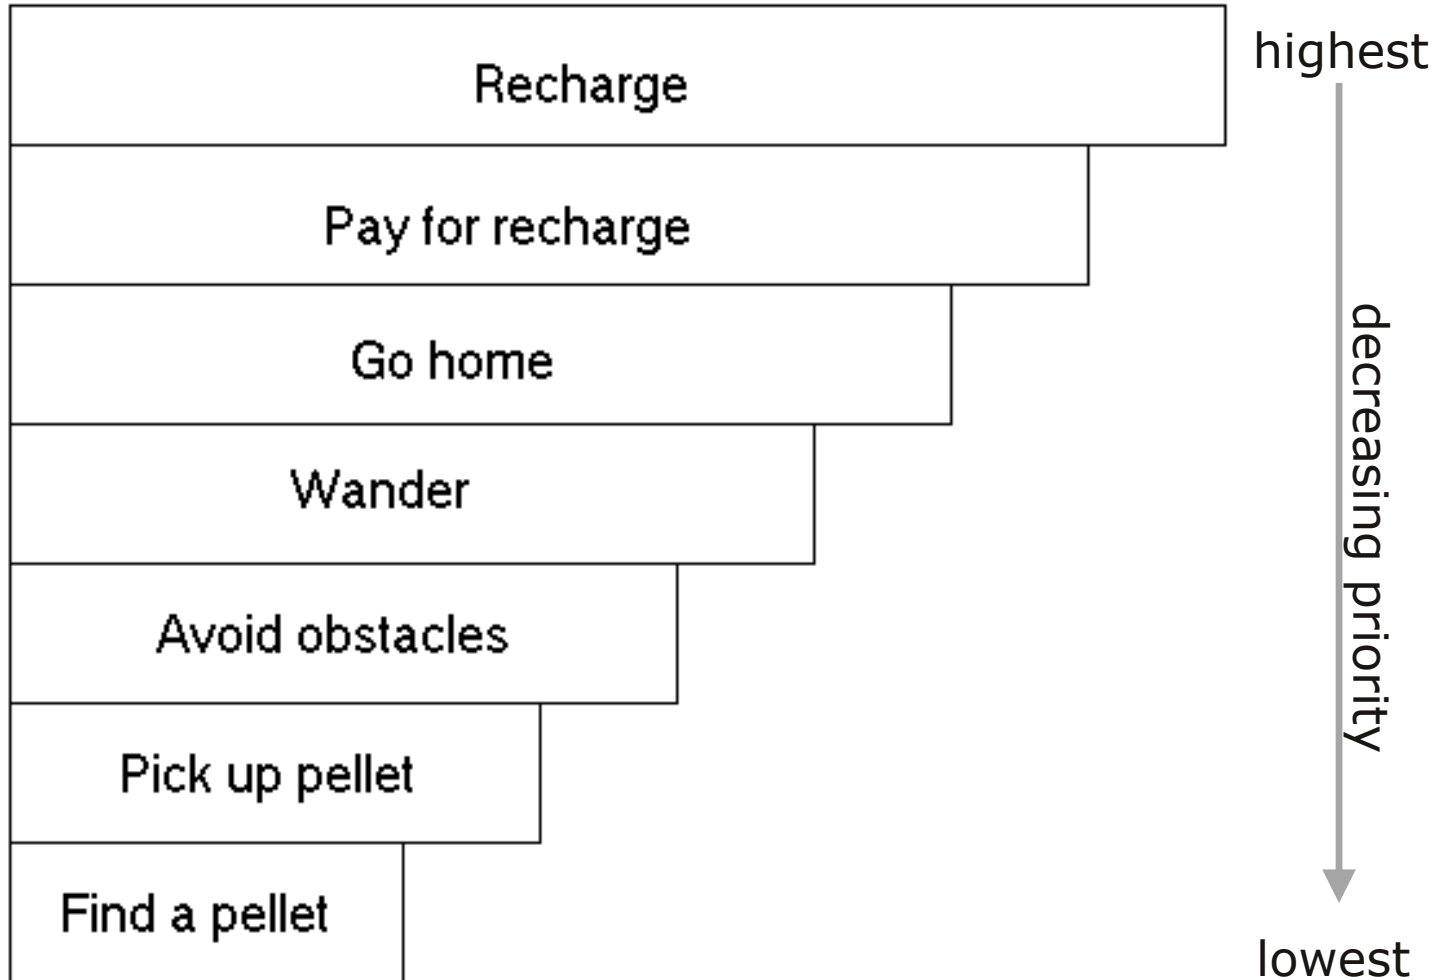 highest
Recharge
Pay for recharge
Go home
Wander
decreasing priority
Avoid obstacles
Pick up pellet
Find a pellet
lowest